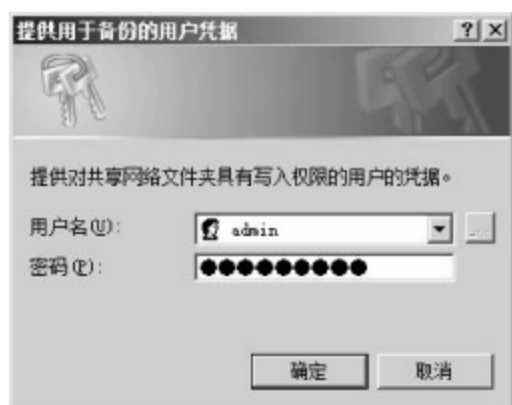 提供用于备份的用户凭据
提供对共享网络文件夹具有写入权限的用户的凭据。
用户名(U):
admin
...
密码(P):
●●●●●●●●●
确定
取消